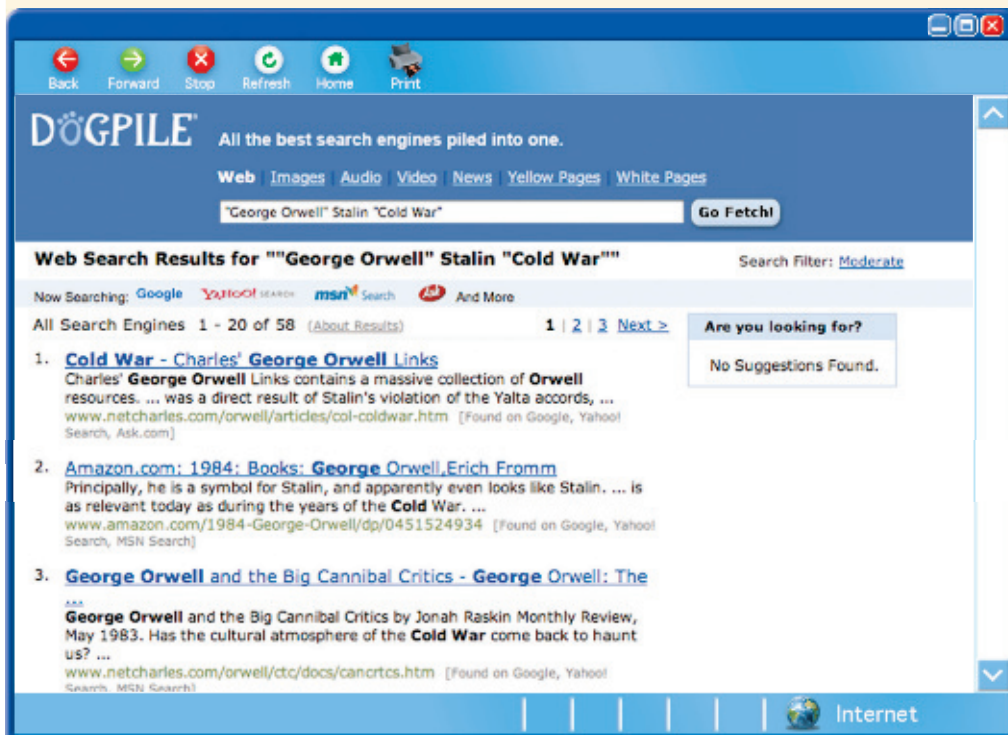 Back Forward Stop Refresh Home Print
DÖGPILE® All the best search engines piled into one.
Web | Images | Audio | Video | News | Yellow Pages | White Pages
"George Orwell" Stalin "Cold War" Go Fetch!
Web Search Results for ""George Orwell" Stalin "Cold War"" Search Filter: Moderate
Now Searching: Google YAHOO! SEARCH msn Search Ask And More
All Search Engines 1 - 20 of 58 (About Results) 1 | 2 | 3 Next > Are you looking for?
No Suggestions Found.
1. Cold War - Charles' George Orwell Links
Charles' George Orwell Links contains a massive collection of Orwell
resources. ... was a direct result of Stalin's violation of the Yalta accords, ...
www.netcharles.com/orwell/articles/col-coldwar.htm [Found on Google, Yahoo!
Search, Ask.com]
2. Amazon.com: 1984: Books: George Orwell,Erich Fromm
Principally, he is a symbol for Stalin, and apparently even looks like Stalin. ... is
as relevant today as during the years of the Cold War. ...
www.amazon.com/1984-George-Orwell/dp/0451524934 [Found on Google, Yahoo!
Search, MSN Search]
3. George Orwell and the Big Cannibal Critics - George Orwell: The
...
George Orwell and the Big Cannibal Critics by Jonah Raskin Monthly Review,
May 1983. Has the cultural atmosphere of the Cold War come back to haunt
us? ...
www.netcharles.com/orwell/ctc/docs/cancrtcs.htm [Found on Google, Yahoo!
Search, MSN Search]
Internet